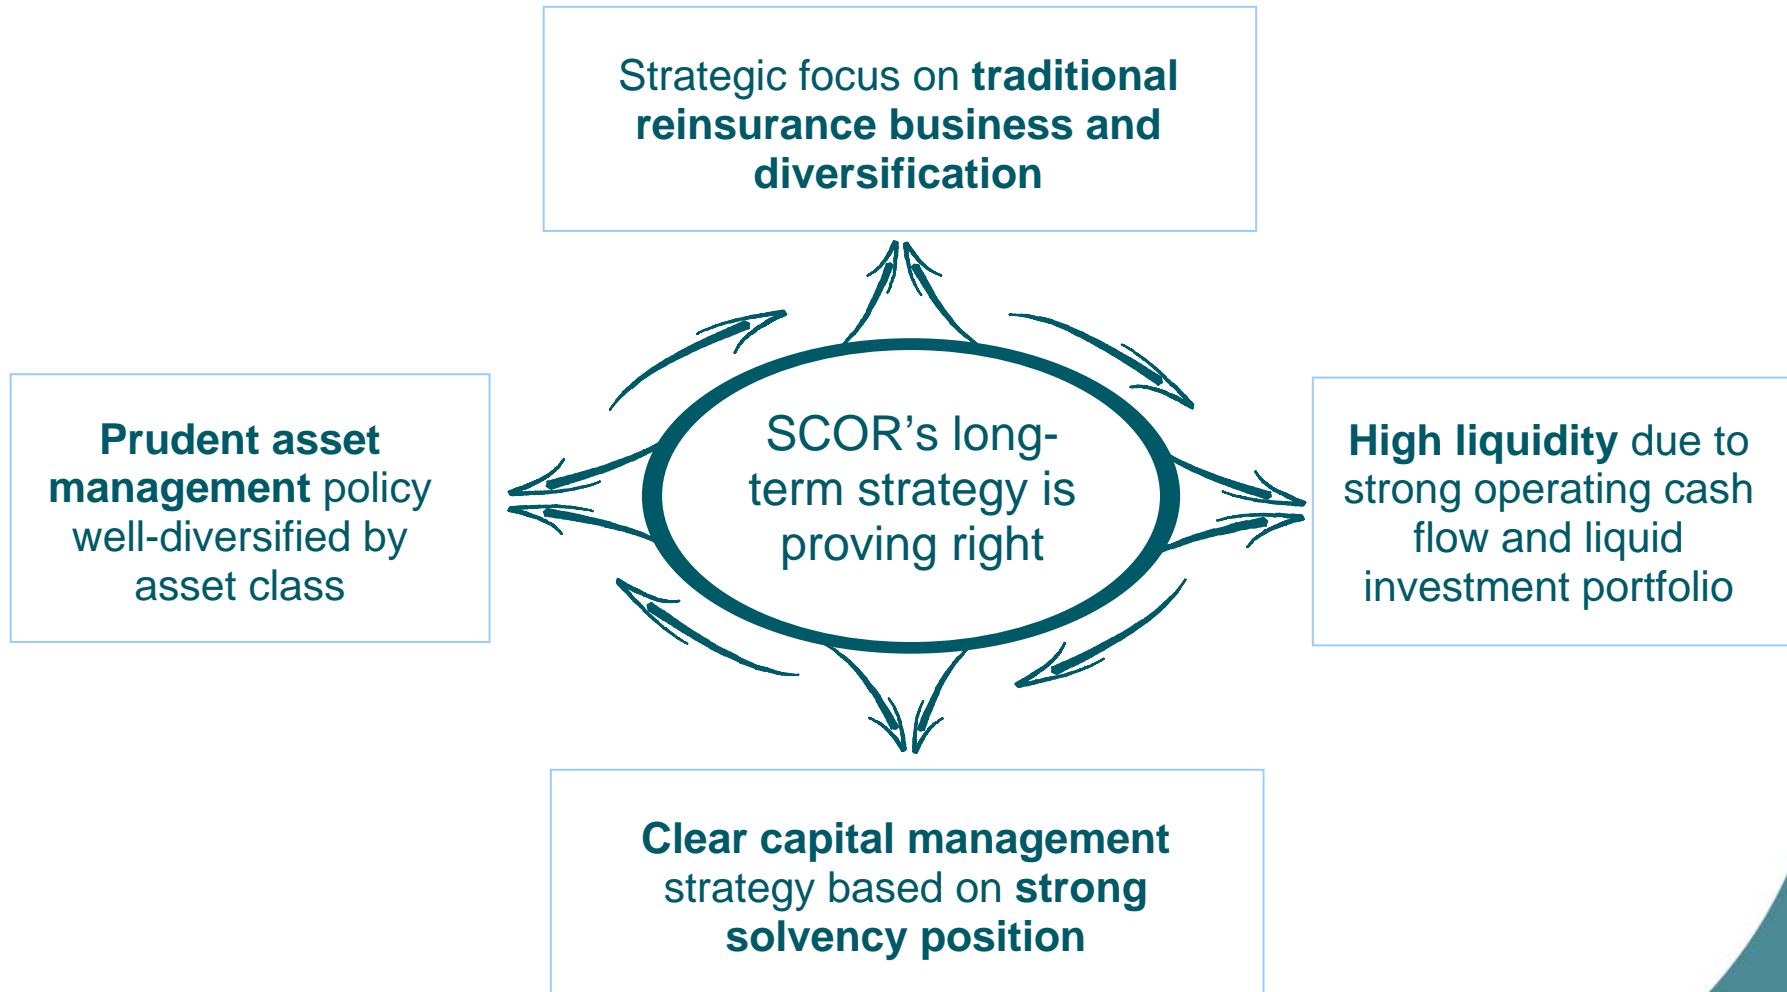 Strategic focus on traditional
reinsurance business and
diversification
Prudent asset
management policy
well-diversified by
asset class
SCOR’s long-
term strategy is
proving right
High liquidity due to
strong operating cash
flow and liquid
investment portfolio
Clear capital management
strategy based on strong
solvency position